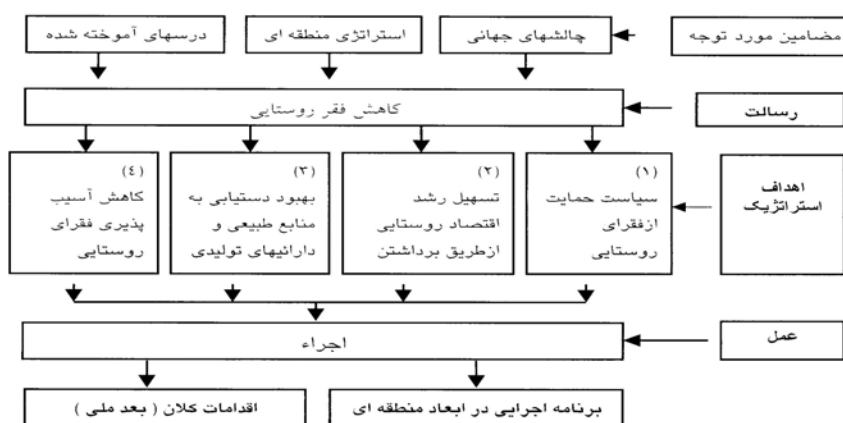 مضامین مورد توجه
چالشهای جهانی
استراتژی منطقه ای
درسهای آموخته شده
رسالت
کاهش فقر روستایی
اهداف
استراتژیک
(۱)
سیاست حمایت
ازفقرای
روستایی
(۲)
تسهیل رشد
اقتصاد روستایی
ازطریق برداشتن
(۳)
بهبود دستیابی به
منابع طبیعی و
دارائیهای تولیدی
(٤)
کاهش آسیب
پذیری فقرای
روستایی
عمل
اجراء
برنامه اجرایی در ابعاد منطقه ای
اقدامات کلان ( بعد ملی )